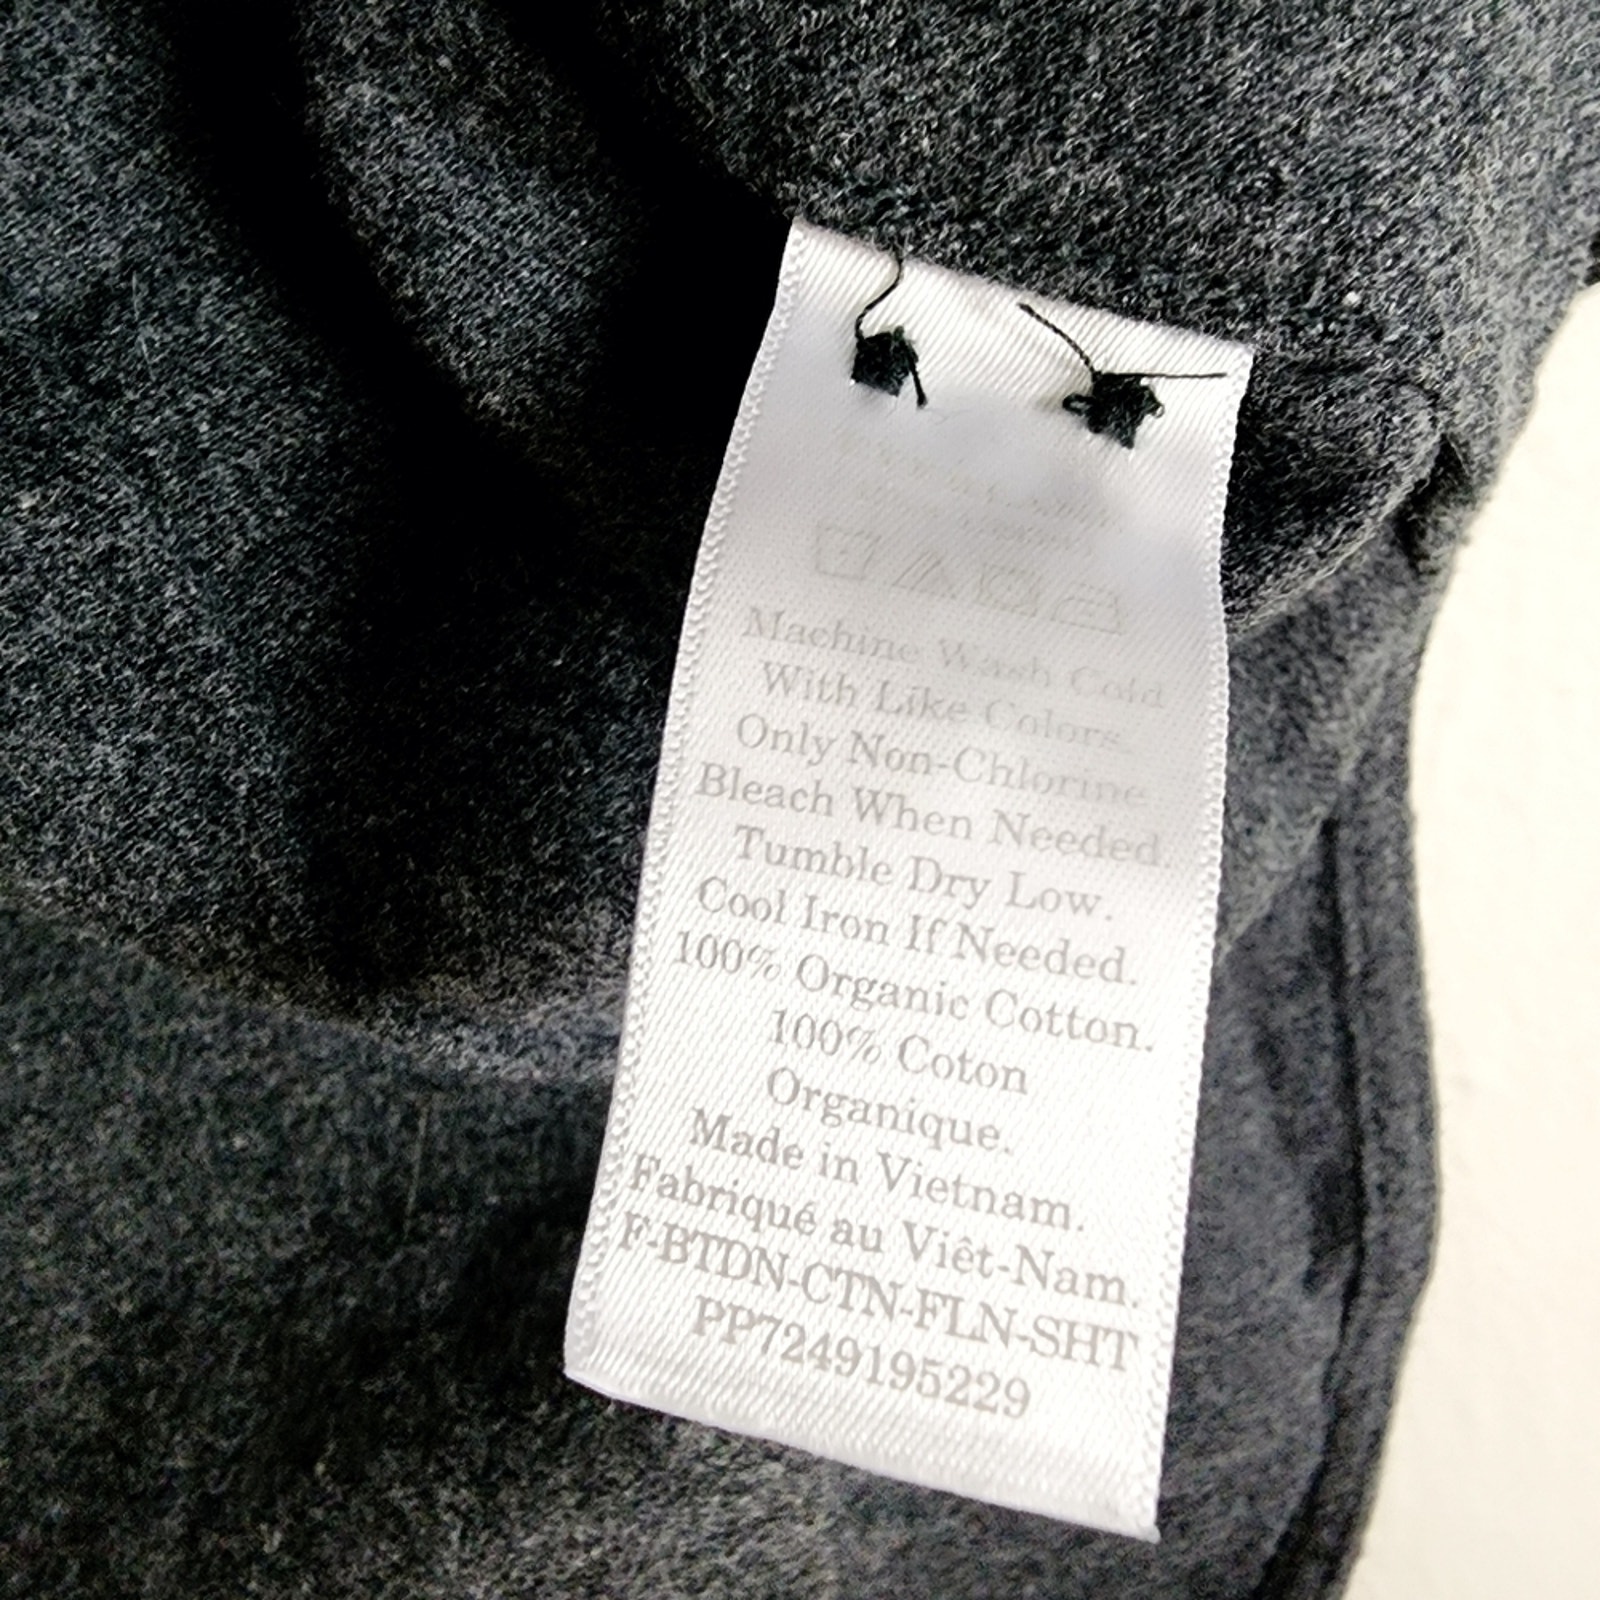 Machine Wash Cold
With Like Colors.
Only Non-Chlorine
Bleach When Needed.
Tumble Dry Low.
Cool Iron If Needed.
100% Organic Cotton.
100% Coton
Organique.
Made in Vietnam.
Fabriqué au Viêt-Nam.
F-BTDN-CTN-FLN-SHT
PP7249195229